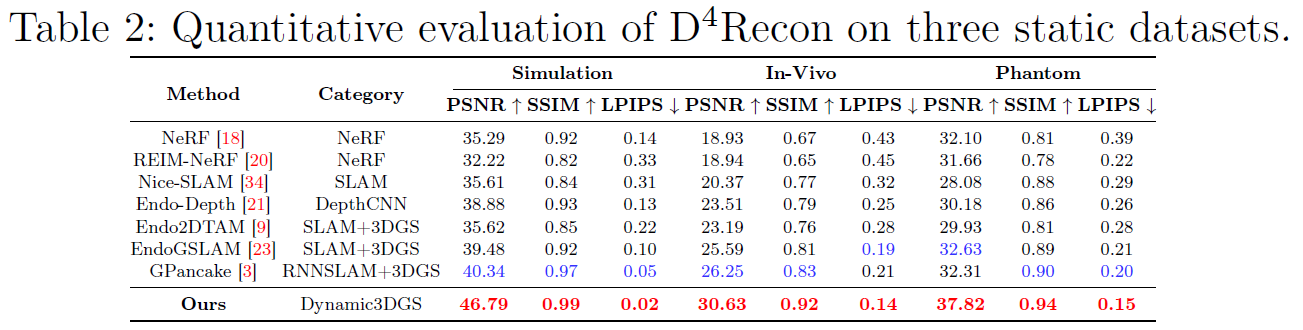 Table 2: Quantitative evaluation of D⁴Recon on three static datasets.
Method Category Simulation In-Vivo Phantom
PSNR ↑ SSIM ↑ LPIPS ↓ PSNR ↑ SSIM ↑ LPIPS ↓ PSNR ↑ SSIM ↑ LPIPS ↓
NeRF [18] NeRF 35.29 0.92 0.14 18.93 0.67 0.43 32.10 0.81 0.39
REIM-NeRF [20] NeRF 32.22 0.82 0.33 18.94 0.65 0.45 31.66 0.78 0.22
Nice-SLAM [34] SLAM 35.61 0.84 0.31 20.37 0.77 0.32 28.08 0.88 0.29
Endo-Depth [21] DepthCNN 38.88 0.93 0.13 23.51 0.79 0.25 30.18 0.86 0.26
Endo2DTAM [9] SLAM+3DGS 35.62 0.85 0.22 23.19 0.76 0.28 29.93 0.81 0.28
EndoGSLAM [23] SLAM+3DGS 39.48 0.92 0.10 25.59 0.81 0.19 32.63 0.89 0.21
GPancake [3] RNNSLAM+3DGS 40.34 0.97 0.05 26.25 0.83 0.21 32.31 0.90 0.20
Ours Dynamic3DGS 46.79 0.99 0.02 30.63 0.92 0.14 37.82 0.94 0.15